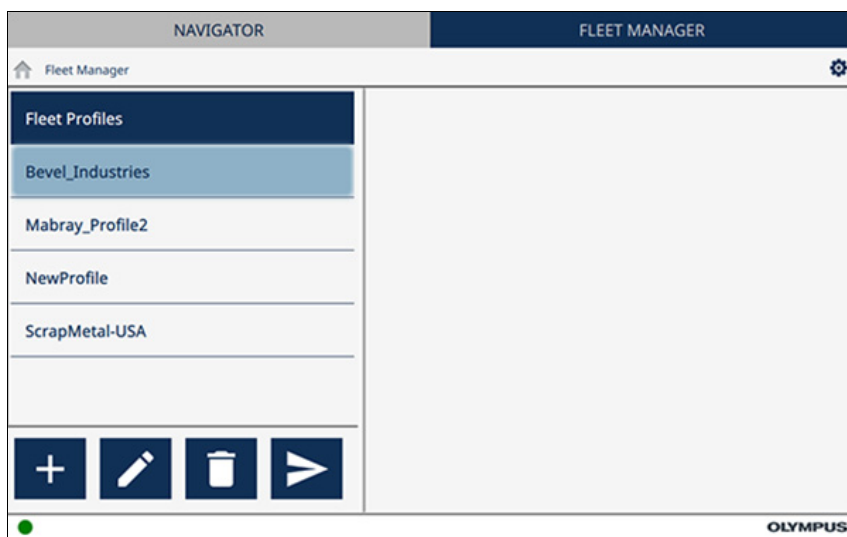 NAVIGATOR
FLEET MANAGER
Fleet Manager
Fleet Profiles
Bevel_Industries
Mabray_Profile2
NewProfile
ScrapMetal-USA
OLYMPUS